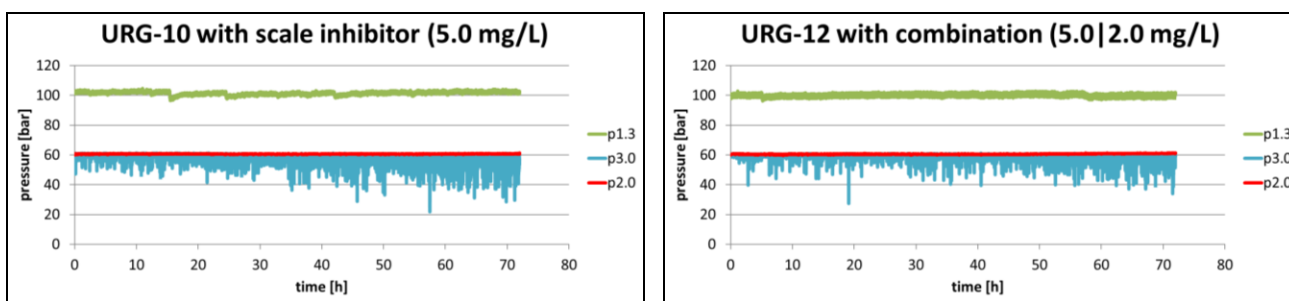 URG-10 with scale inhibitor (5.0 mg/L)
120
100
80
60
40
20
0
pressure [bar]
0 10 20 30 40 50 60 70 80
time [h]
p1.3
p3.0
p2.0
URG-12 with combination (5.0|2.0 mg/L)
120
100
80
60
40
20
0
pressure [bar]
0 10 20 30 40 50 60 70 80
time [h]
p1.3
p3.0
p2.0